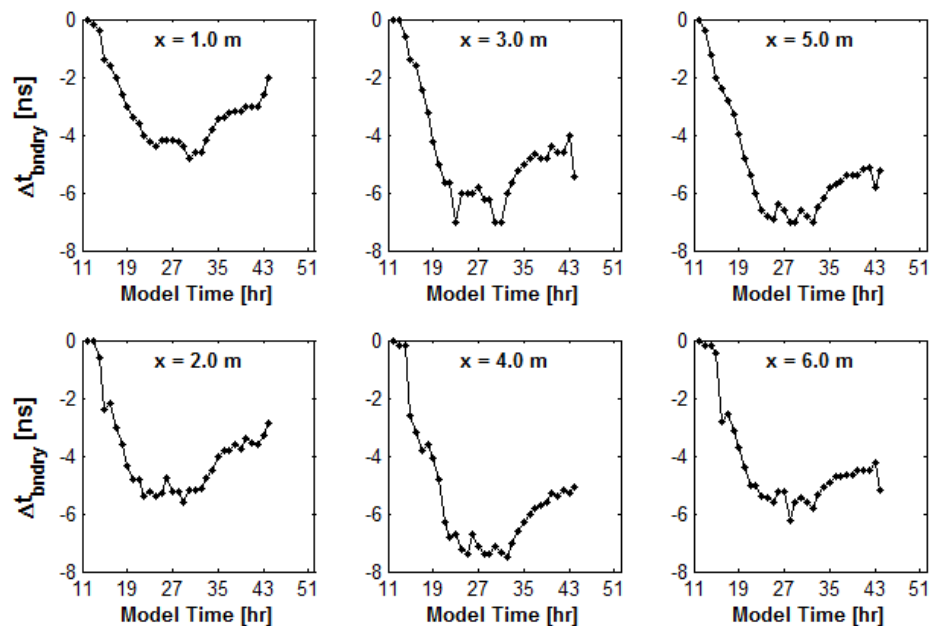 x = 1.0 m
0
-2
-4
-6
-8
Δt_bndry [ns]
11 19 27 35 43 51
Model Time [hr]
x = 3.0 m
0
-2
-4
-6
-8
11 19 27 35 43 51
Model Time [hr]
x = 5.0 m
0
-2
-4
-6
-8
11 19 27 35 43 51
Model Time [hr]
x = 2.0 m
0
-2
-4
-6
-8
Δt_bndry [ns]
11 19 27 35 43 51
Model Time [hr]
x = 4.0 m
0
-2
-4
-6
-8
11 19 27 35 43 51
Model Time [hr]
x = 6.0 m
0
-2
-4
-6
-8
11 19 27 35 43 51
Model Time [hr]